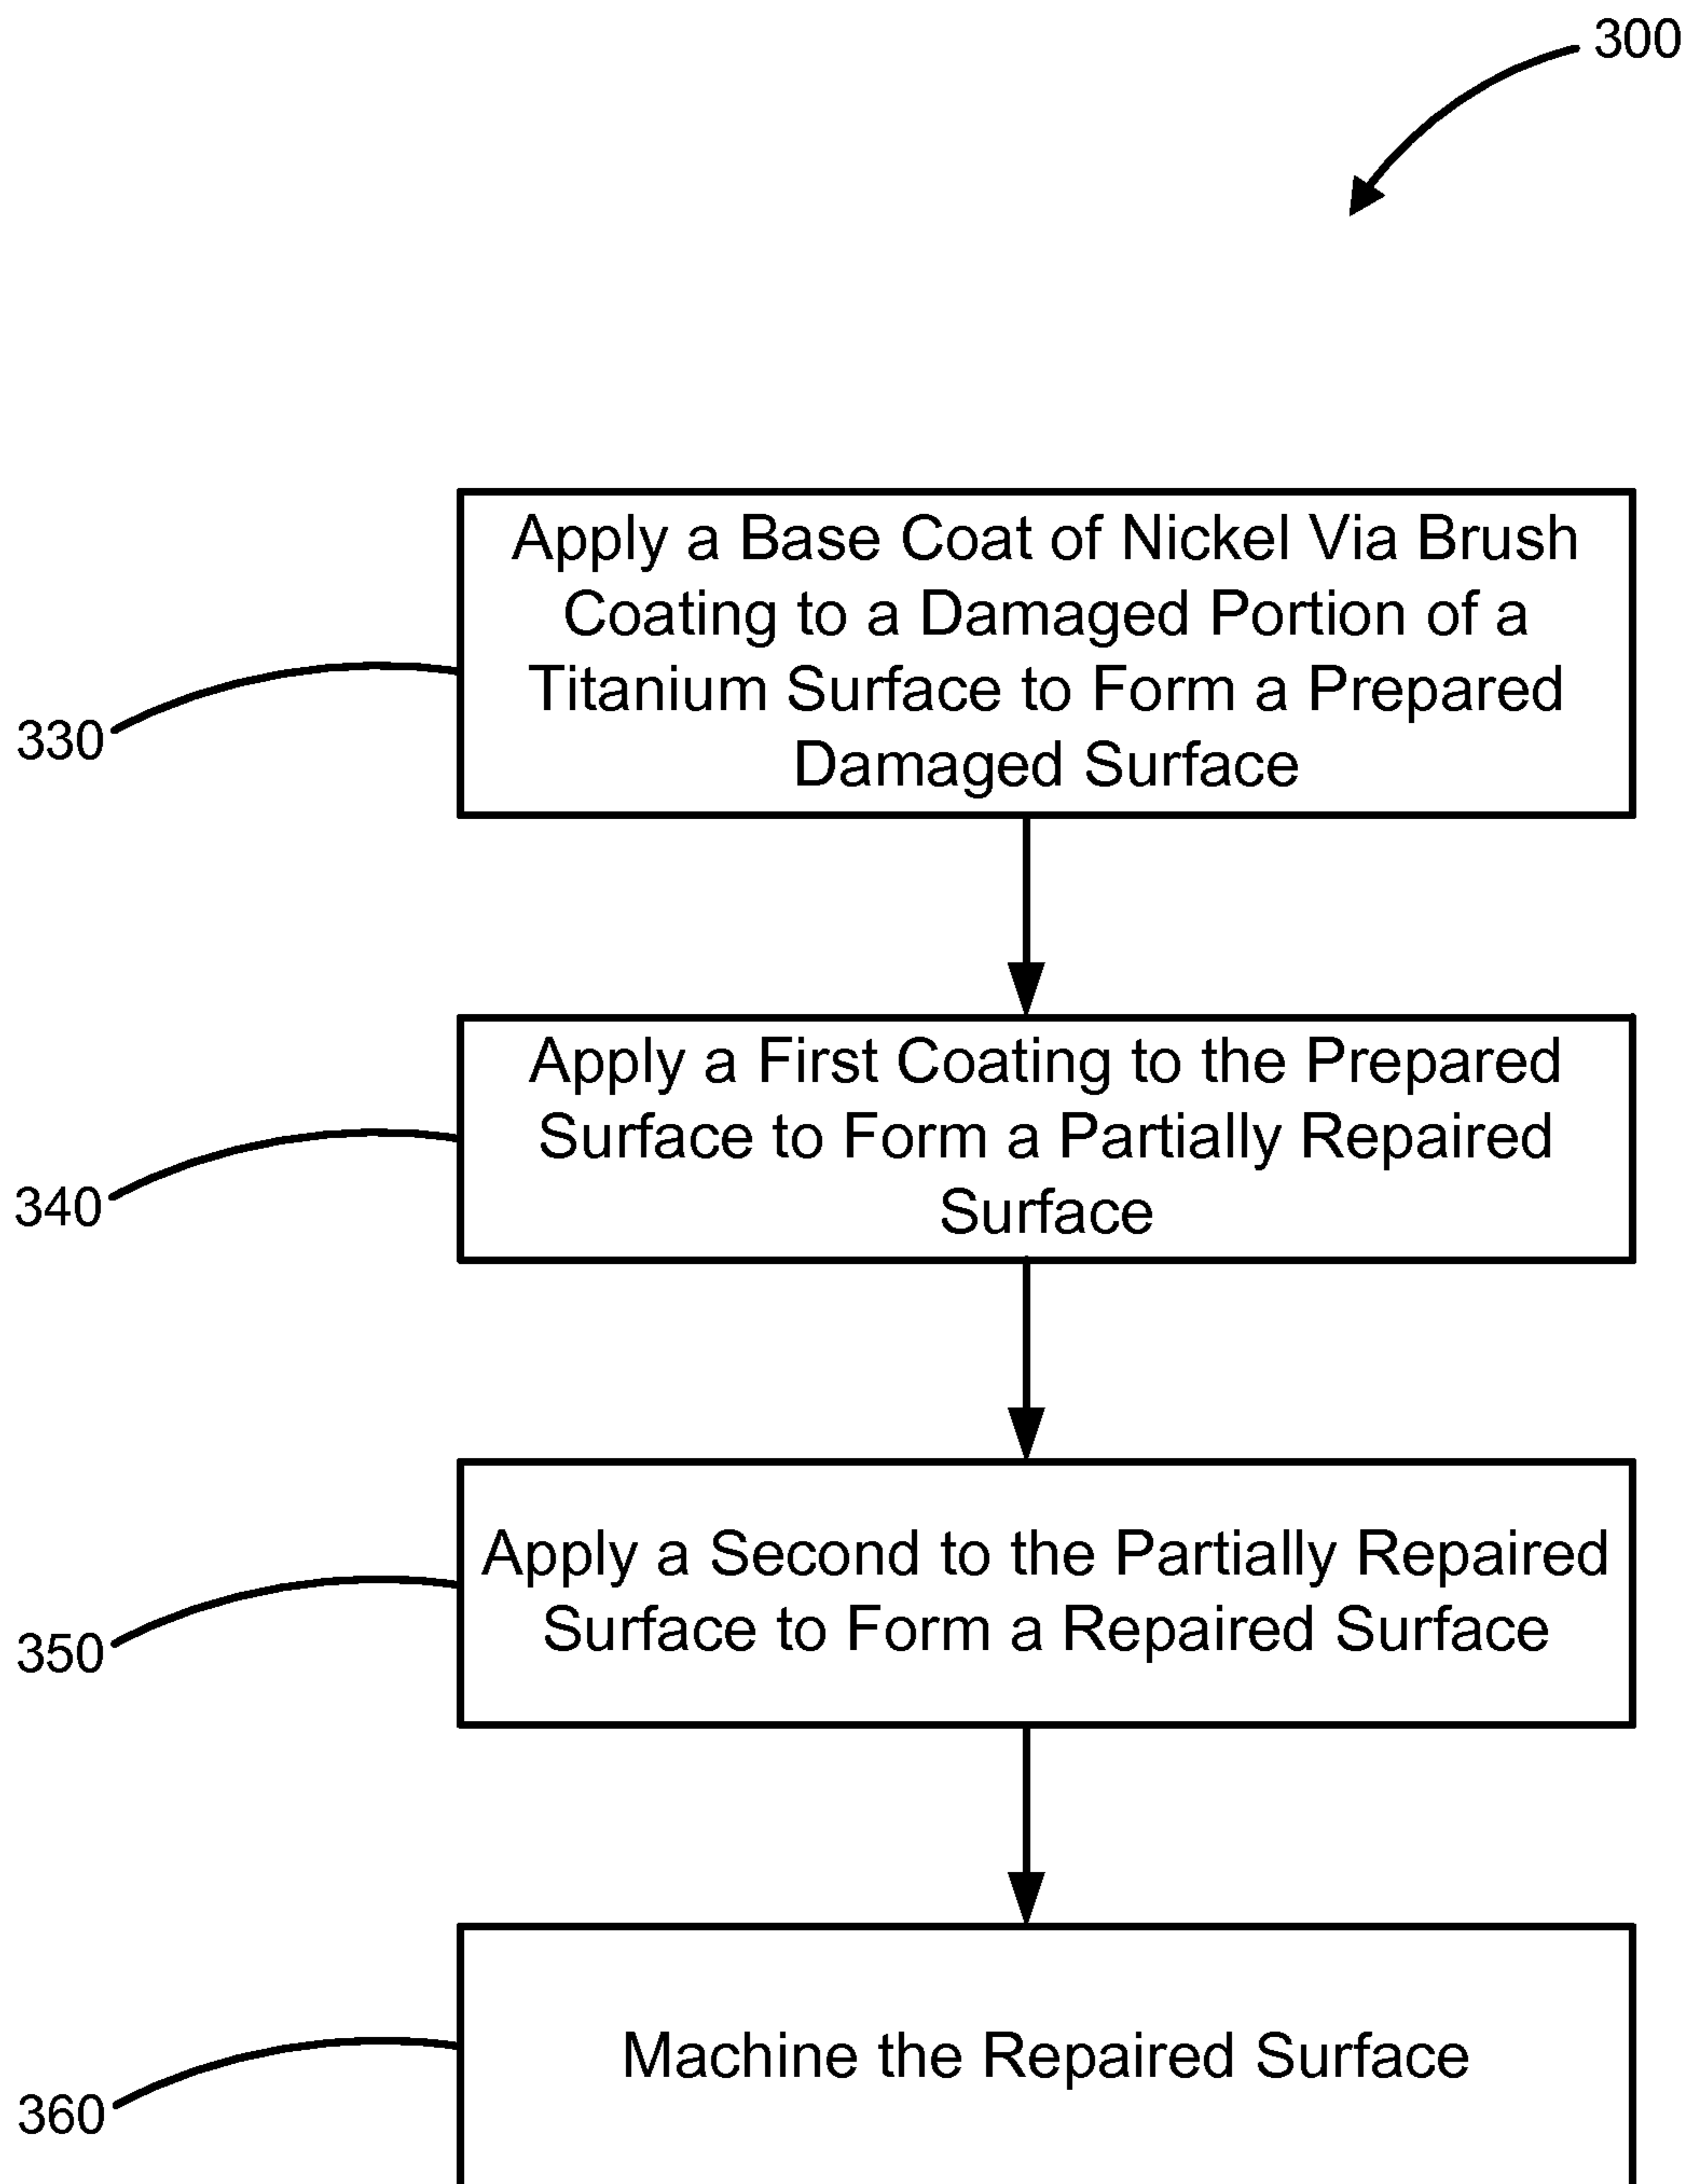 300
Apply a Base Coat of Nickel Via Brush
Coating to a Damaged Portion of a
Titanium Surface to Form a Prepared
Damaged Surface
330
Apply a First Coating to the Prepared
Surface to Form a Partially Repaired
Surface
340
Apply a Second to the Partially Repaired
Surface to Form a Repaired Surface
350
Machine the Repaired Surface
360